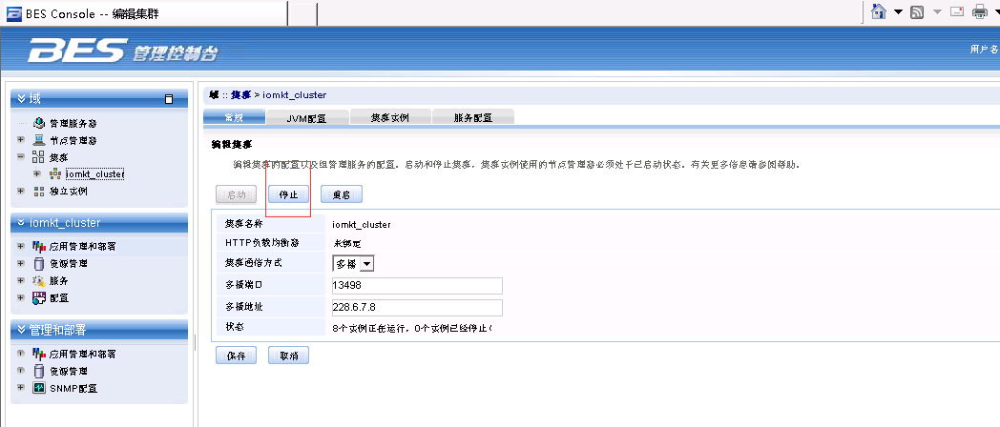 BES Console -- 编辑集群
BES 管理控制台
用户名
域
管理服务器
节点管理器
集群
iomkt_cluster
独立实例
iomkt_cluster
应用管理和部署
资源管理
服务
配置
管理和部署
应用管理和部署
资源管理
SNMP配置
域 :: 集群 > iomkt_cluster
常规 JVM配置 集群实例 服务配置
编辑集群
编辑集群的配置以及组管理服务的配置。启动和停止集群，集群实例使用的节点管理器必须处于已启动状态。有关更多信息请参阅帮助。
启动 停止 重启
集群名称 iomkt_cluster
HTTP负载均衡器 未绑定
集群通信方式 多播
多播端口 13498
多播地址 228.6.7.8
状态 8个实例正在运行，0个实例已经停止(
保存 取消